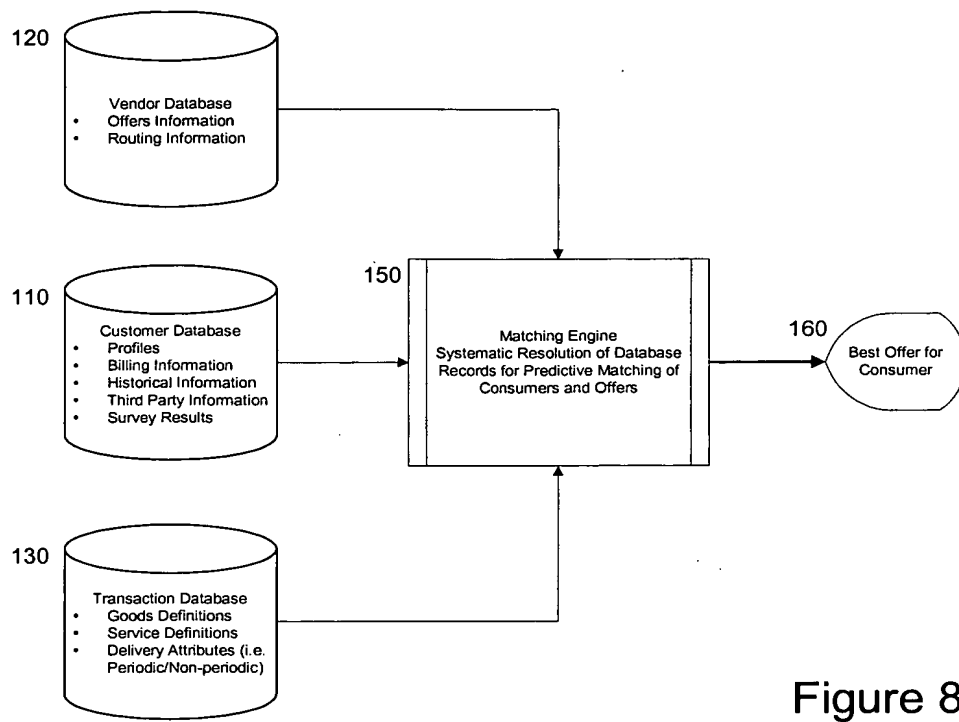 120
Vendor Database
• Offers Information
• Routing Information
110
Customer Database
• Profiles
• Billing Information
• Historical Information
• Third Party Information
• Survey Results
150
Matching Engine
Systematic Resolution of Database
Records for Predictive Matching of
Consumers and Offers
160
Best Offer for
Consumer
130
Transaction Database
• Goods Definitions
• Service Definitions
• Delivery Attributes (i.e.
Periodic/Non-periodic)
Figure 8